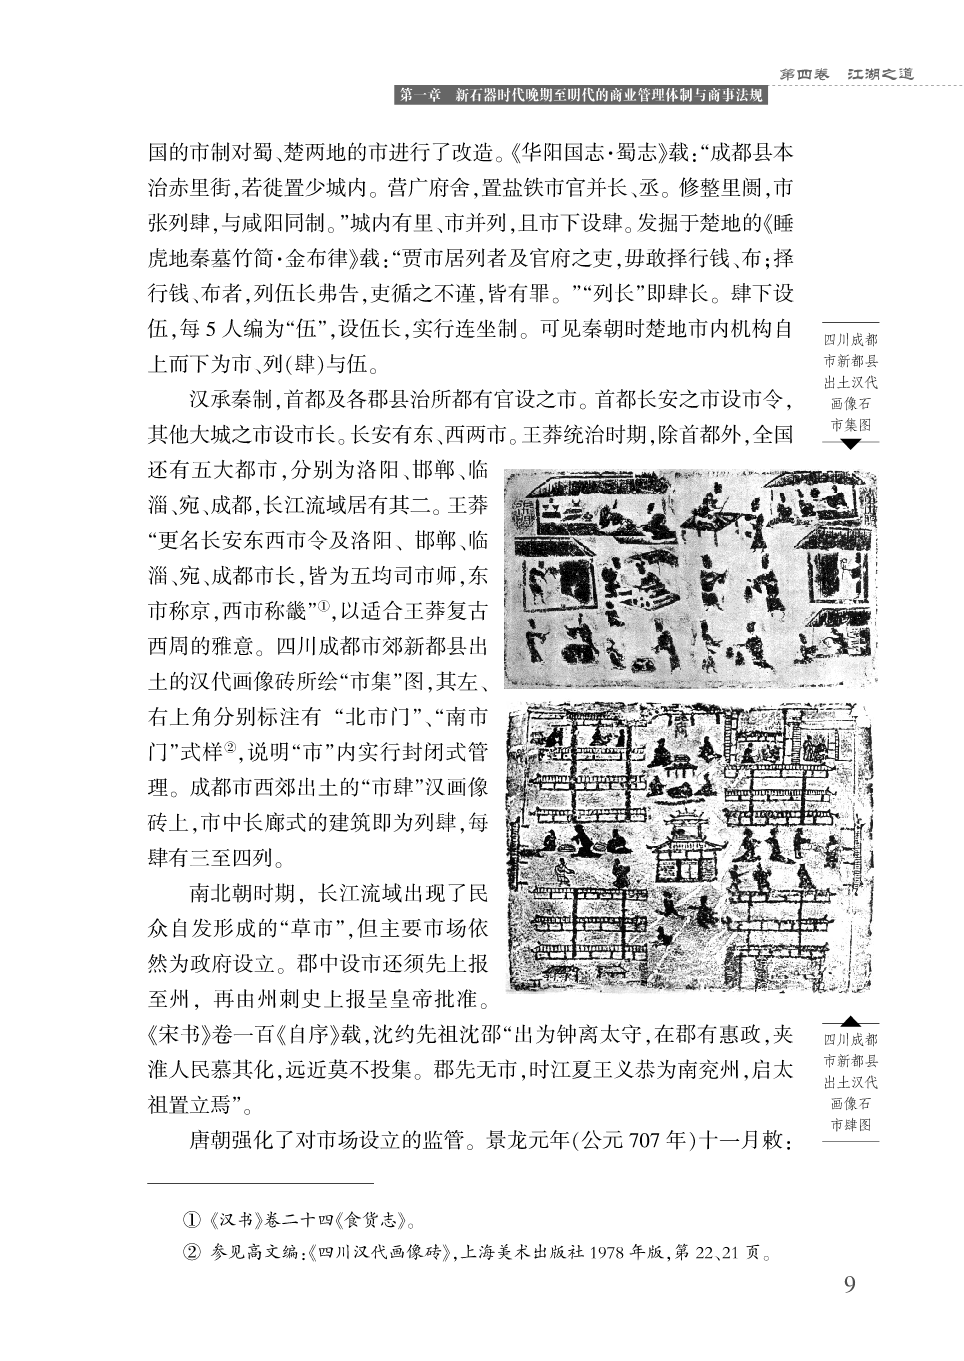 第四卷 江湖之道
第一章 新石器时代晚期至明代的商业管理体制与商事法规
国的市制对蜀、楚两地的市进行了改造。《华阳国志·蜀志》载:“成都县本
治赤里街,若徙置少城内。营广府舍,置盐铁市官并长、丞。修整里阓,市
张列肆,与咸阳同制。”城内有里、市并列,且市下设肆。发掘于楚地的《睡
虎地秦墓竹简·金布律》载:“贾市居列者及官府之吏,毋敢择行钱、布;择
行钱、布者,列伍长弗告,吏循之不谨,皆有罪。”“列长”即肆长。肆下设
伍,每 5 人编为“伍”,设伍长,实行连坐制。可见秦朝时楚地市内机构自
上而下为市、列(肆)与伍。
汉承秦制,首都及各郡县治所都有官设之市。首都长安之市设市令,
其他大城之市设市长。长安有东、西两市。王莽统治时期,除首都外,全国
还有五大都市,分别为洛阳、邯郸、临
淄、宛、成都,长江流域居有其二。王莽
“更名长安东西市令及洛阳、邯郸、临
淄、宛、成都市长,皆为五均司市师,东
市称京,西市称畿”①,以适合王莽复古
西周的雅意。四川成都市郊新都县出
土的汉代画像砖所绘“市集”图,其左、
右上角分别标注有“北市门”、“南市
门”式样②,说明“市”内实行封闭式管
理。成都市西郊出土的“市肆”汉画像
砖上,市中长廊式的建筑即为列肆,每
肆有三至四列。
南北朝时期,长江流域出现了民
众自发形成的“草市”,但主要市场依
然为政府设立。郡中设市还须先上报
至州,再由州刺史上报呈皇帝批准。
《宋书》卷一百《自序》载,沈约先祖沈邵“出为钟离太守,在郡有惠政,夹
淮人民慕其化,远近莫不投集。郡先无市,时江夏王义恭为南兖州,启太
祖置立焉”。
唐朝强化了对市场设立的监管。景龙元年(公元 707 年)十一月敕:
四川成都
市新都县
出土汉代
画像石
市集图
四川成都
市新都县
出土汉代
画像石
市肆图
① 《汉书》卷二十四《食货志》。
② 参见高文编:《四川汉代画像砖》,上海美术出版社 1978 年版,第 22、21 页。
9